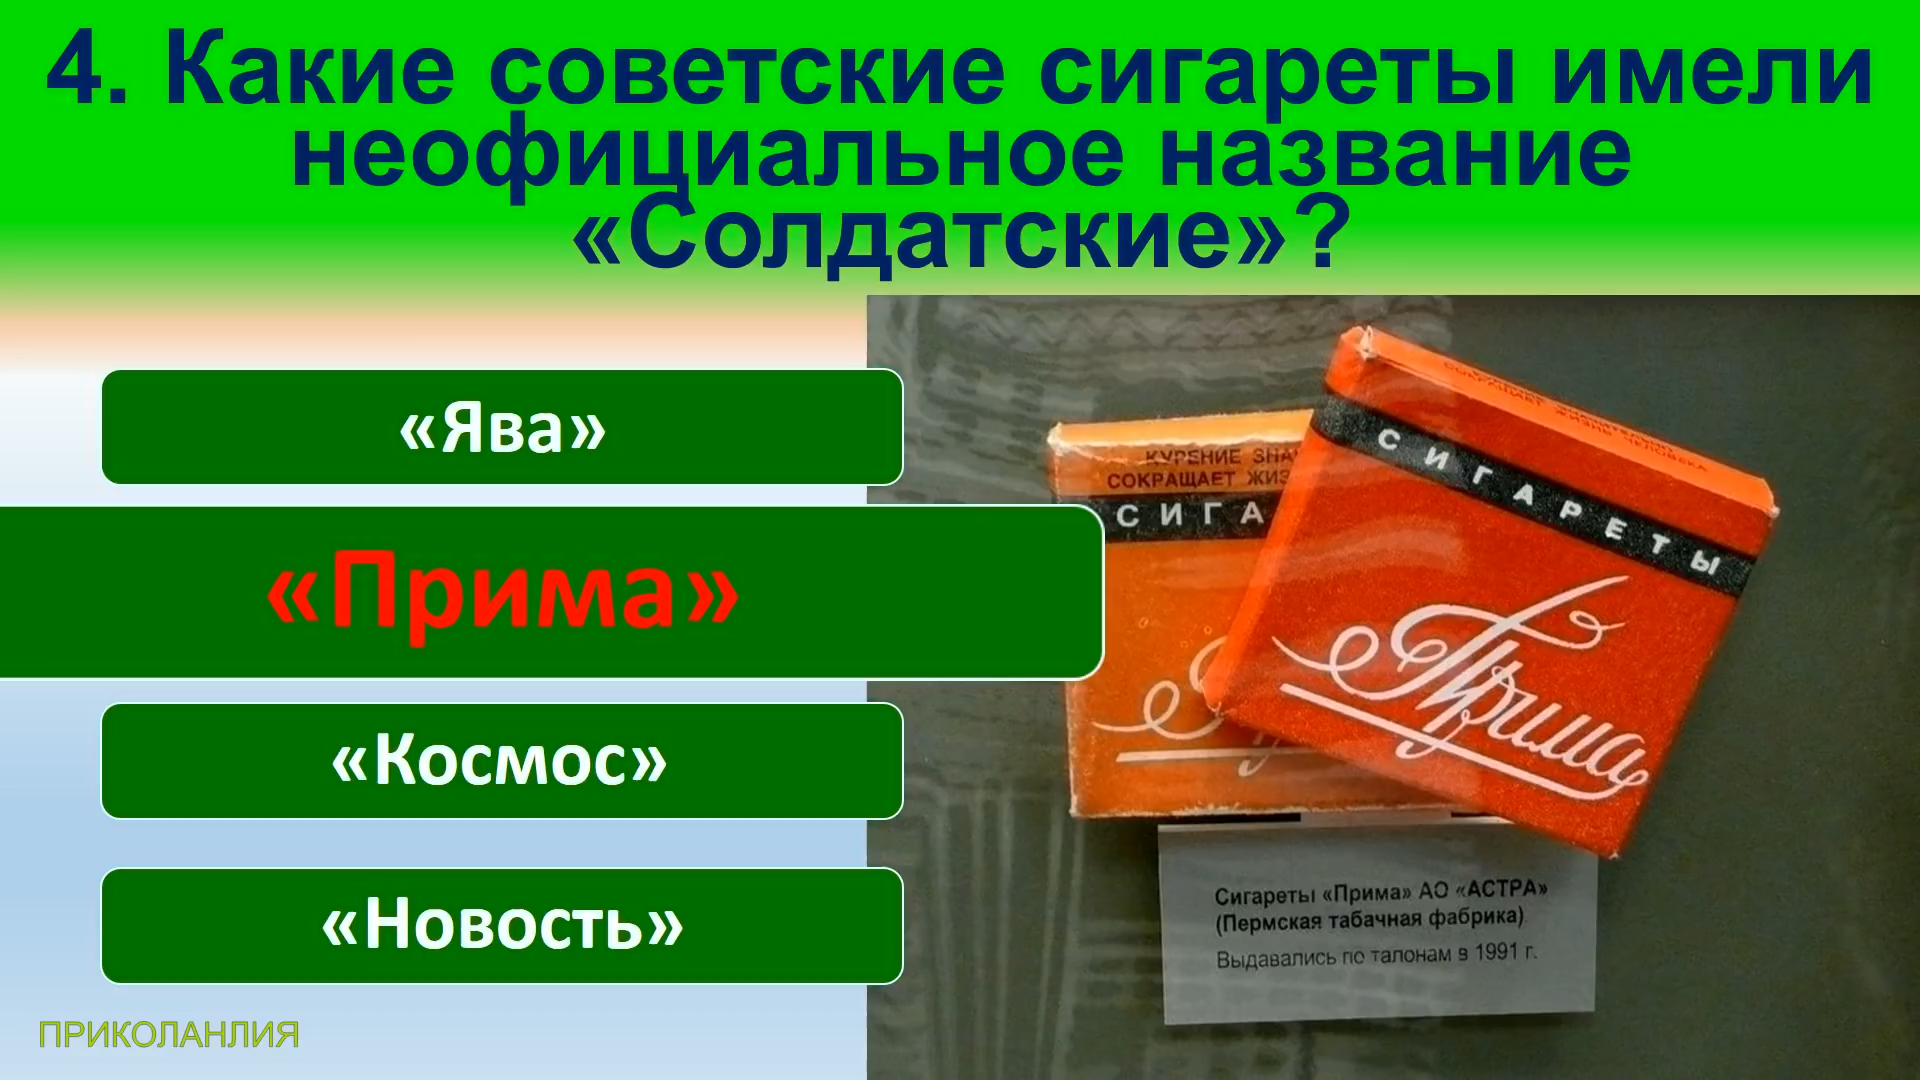 4. Какие советские сигареты имели
неофициальное название
«Солдатские»?
«Ява»
«Прима»
«Космос»
«Новость»
КУРЕНИЕ
СОКРАЩАЕТ
СИГА
СИГАРЕТЫ
Прима
Сигареты «Прима» АО «АСТРА»
(Пермская табачная фабрика)
Выдавались по талонам в 1991 г.
ПРИКОЛАНЛИЯ